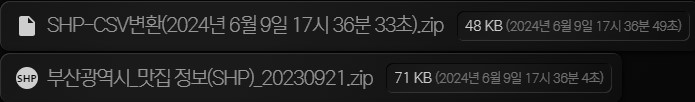 SHP-CSV변환(2024년 6월 9일 17시 36분 33초).zip 48 KB (2024년 6월 9일 17시 36분 49초)
SHP 부산광역시_맛집 정보(SHP)_20230921.zip 71 KB (2024년 6월 9일 17시 36분 4초)